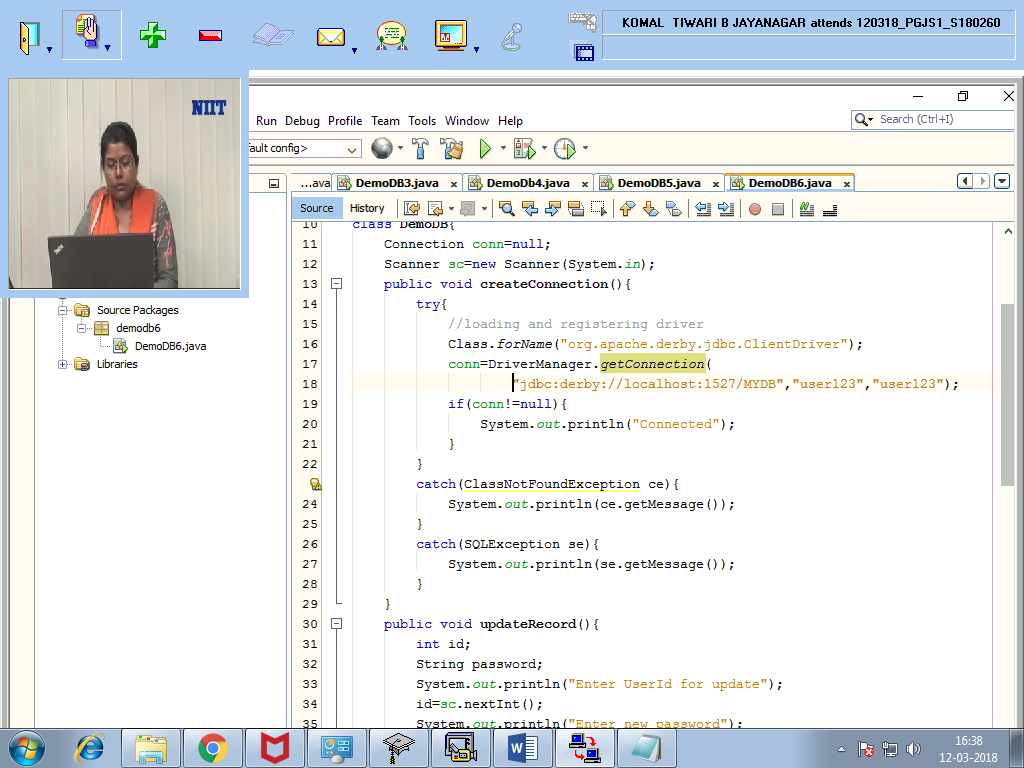 KOMAL TIWARI B JAYANAGAR attends 120318_PGJS1_S180260
NIIT
Run Debug Profile Team Tools Window Help
Search (Ctrl+I)
fault config>
...ava DemoDB3.java DemoDb4.java DemoDB5.java DemoDB6.java
Source History
Source Packages
demodb6
DemoDB6.java
Libraries
10 class DemoDB{
11 Connection conn=null;
12 Scanner sc=new Scanner(System.in);
13 public void createConnection(){
14 try{
15 //loading and registering driver
16 Class.forName("org.apache.derby.jdbc.ClientDriver");
17 conn=DriverManager.getConnection(
18 "jdbc:derby://localhost:1527/MYDB","user123","user123");
19 if(conn!=null){
20 System.out.println("Connected");
21 }
22 }
catch(ClassNotFoundException ce){
24 System.out.println(ce.getMessage());
25 }
26 catch(SQLException se){
27 System.out.println(se.getMessage());
28 }
29 }
30 public void updateRecord(){
31 int id;
32 String password;
33 System.out.println("Enter UserId for update");
34 id=sc.nextInt();
35 System.out.println("Enter new password");
16:38
12-03-2018